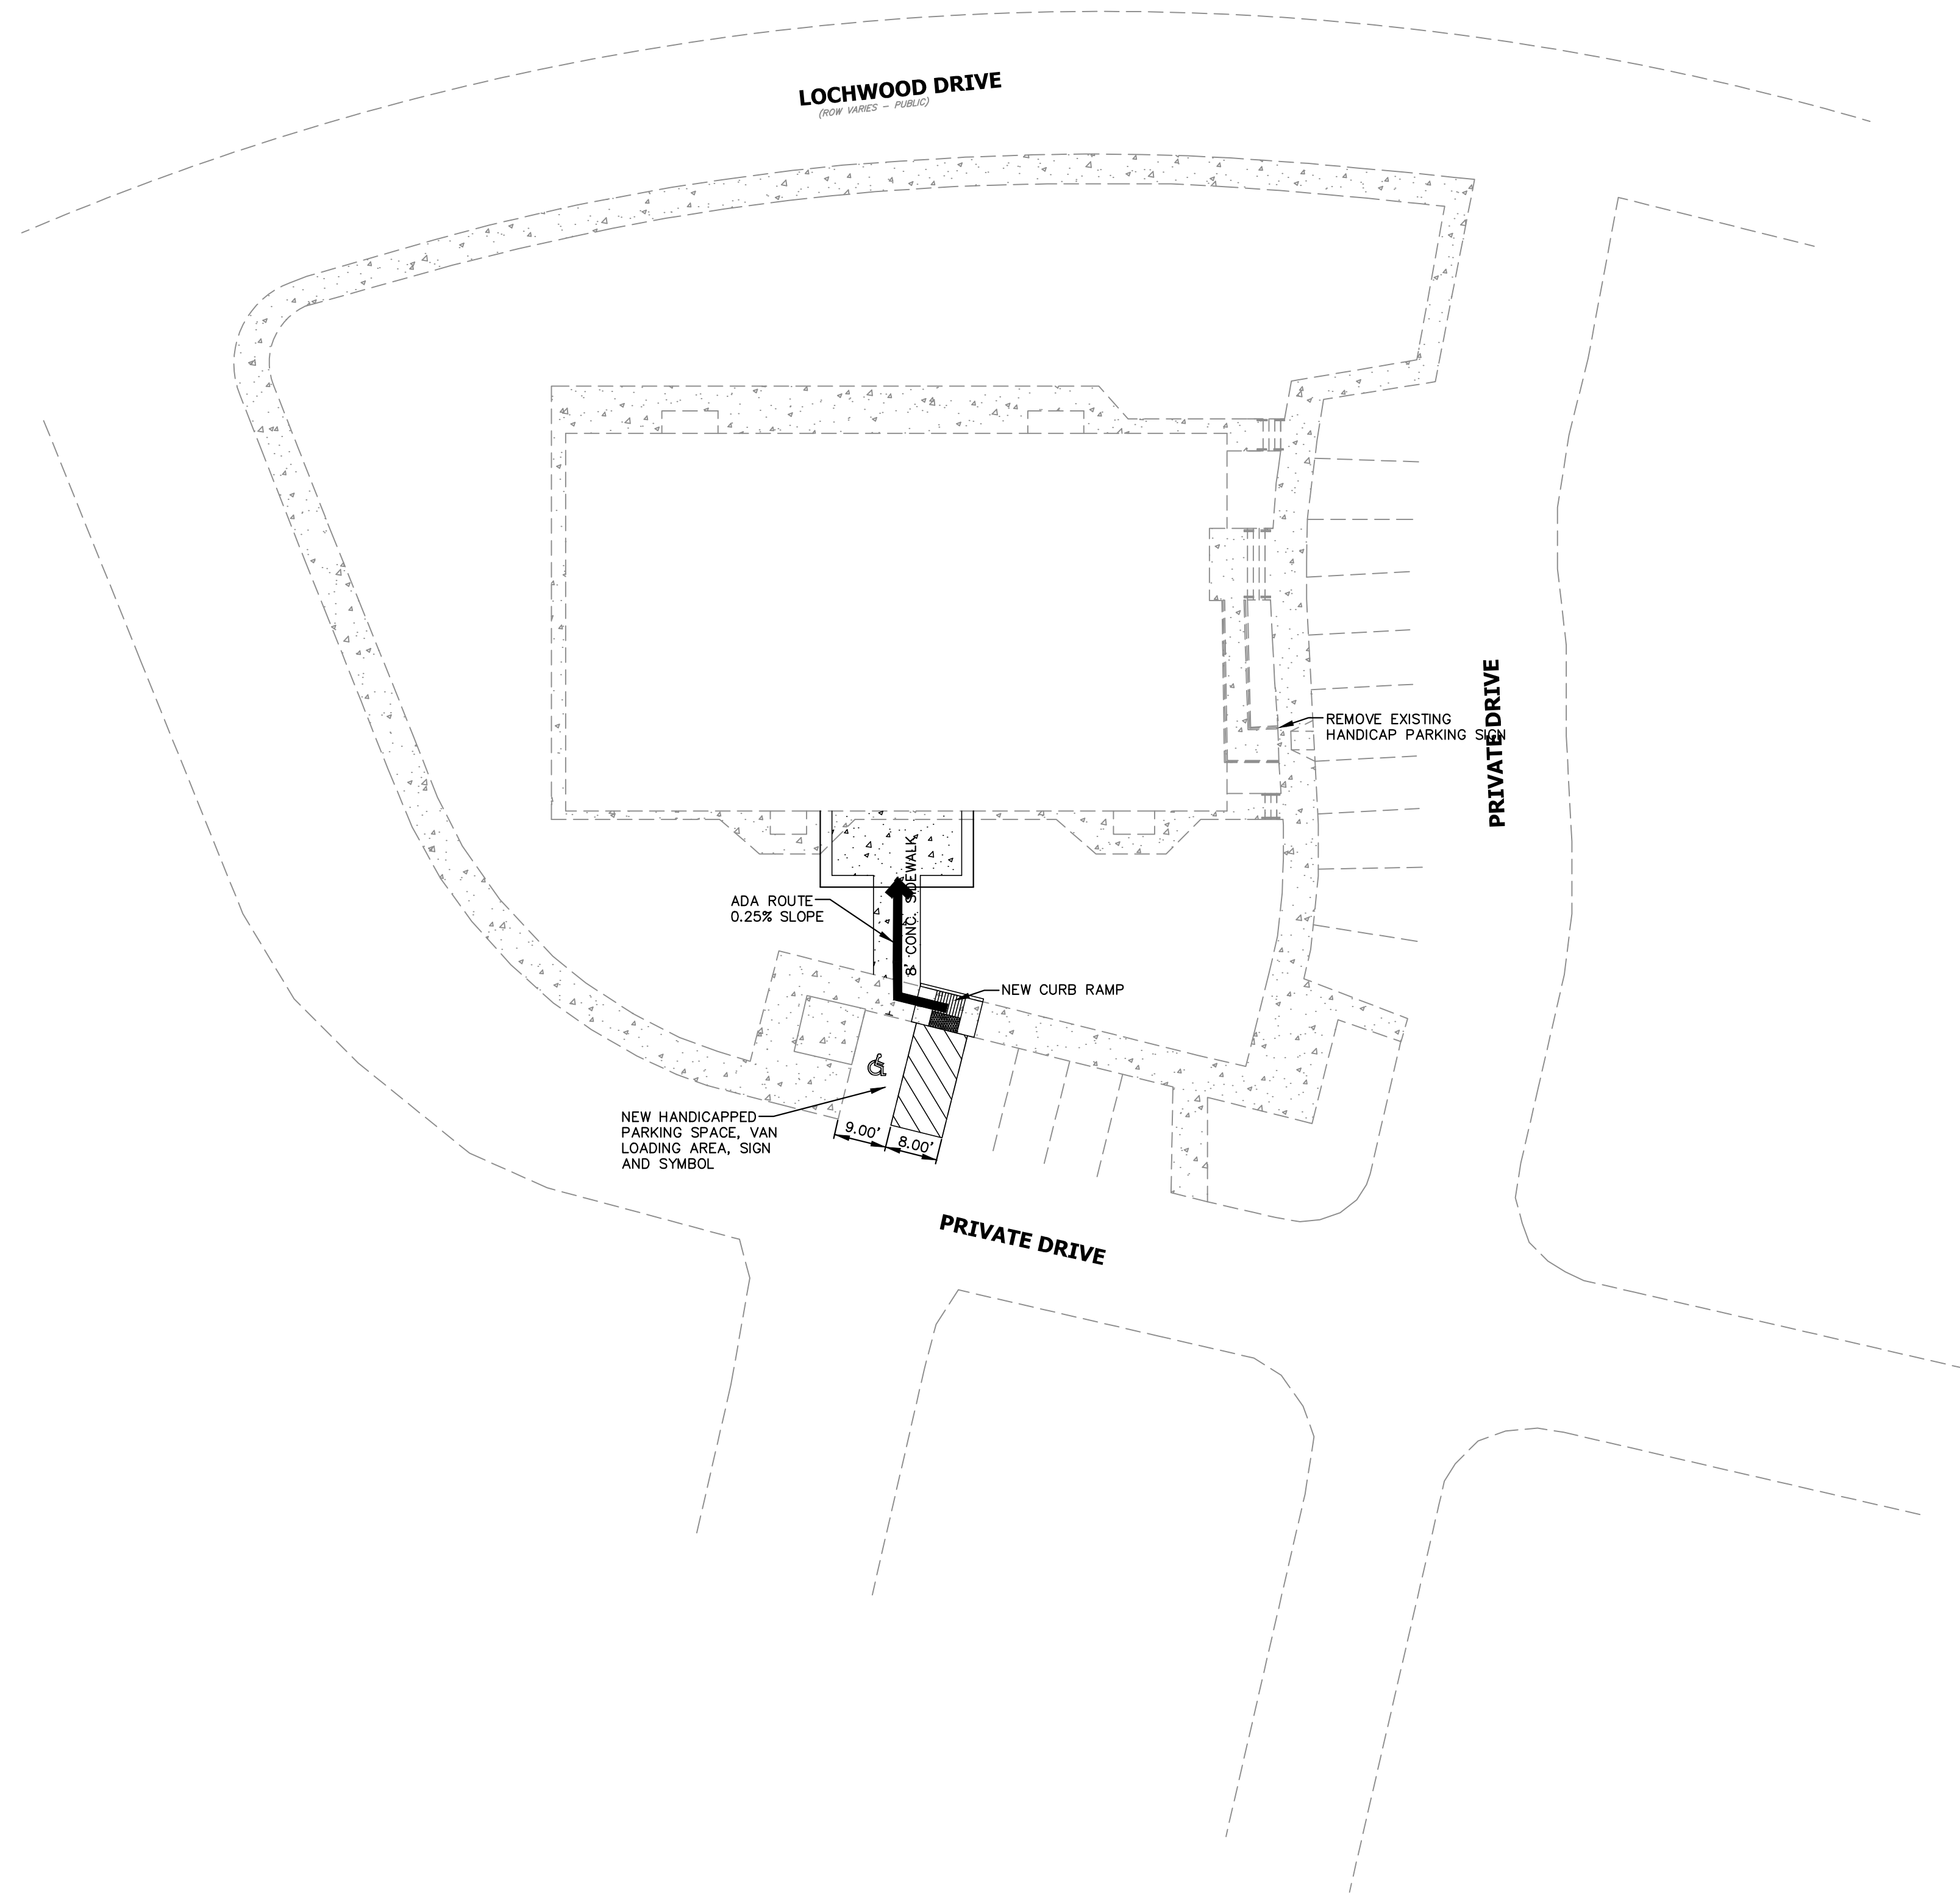 LOCHWOOD DRIVE
(ROW VARIES - PUBLIC)
REMOVE EXISTING
HANDICAP PARKING SIGN
PRIVATE DRIVE
8' CONC. SIDEWALK
ADA ROUTE
0.25% SLOPE
NEW CURB RAMP
NEW HANDICAPPED
PARKING SPACE, VAN
LOADING AREA, SIGN
AND SYMBOL
9.00'
8.00'
PRIVATE DRIVE